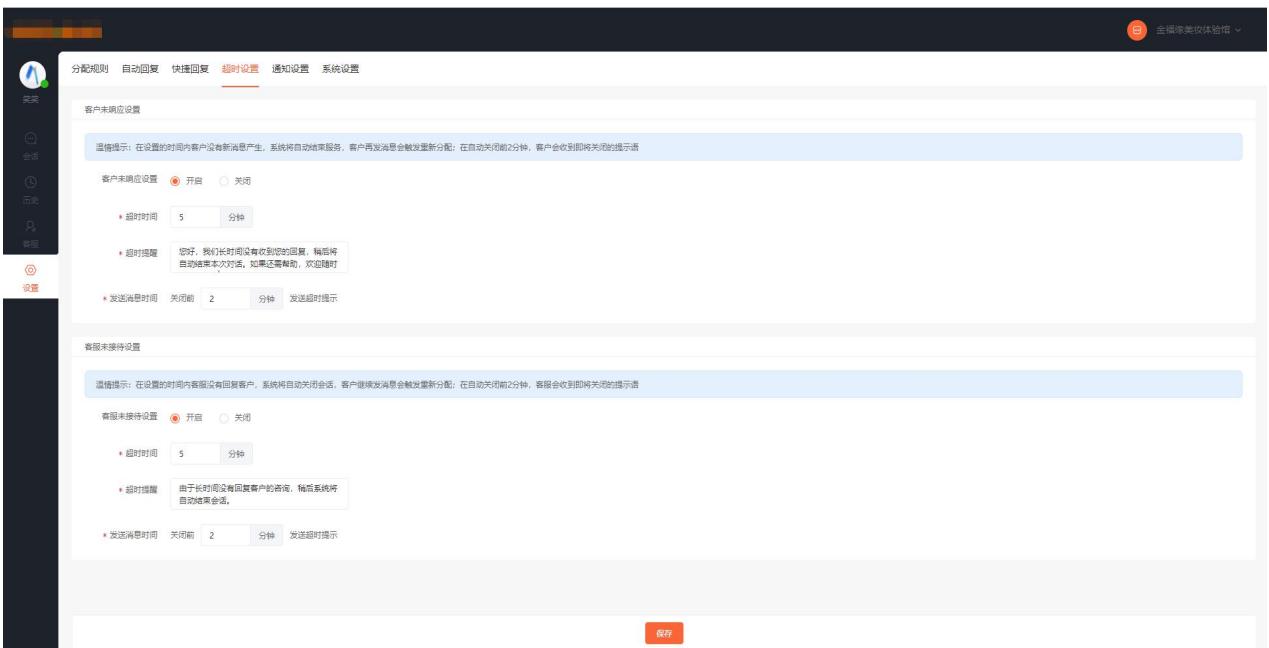 金福缘美妆体验馆
分配规则 自动回复 快捷回复 超时设置 通知设置 系统设置
笑笑
会话
历史
客服
设置
客户未响应设置
温情提示：在设置的时间内客户没有新消息产生，系统将自动结束服务，客户再发消息会触发重新分配；在自动关闭前2分钟，客户会收到即将关闭的提示语
客户未响应设置 开启 关闭
* 超时时间 5 分钟
* 超时提醒 您好，我们长时间没有收到您的回复，稍后将
自动结束本次对话。如果还需帮助，欢迎随时
* 发送消息时间 关闭前 2 分钟 发送超时提示
客服未接待设置
温情提示：在设置的时间内客服没有回复客户，系统将自动关闭会话，客户继续发消息会触发重新分配；在自动关闭前2分钟，客服会收到即将关闭的提示语
客服未接待设置 开启 关闭
* 超时时间 5 分钟
* 超时提醒 由于长时间没有回复客户的咨询，稍后系统将
自动结束会话。
* 发送消息时间 关闭前 2 分钟 发送超时提示
保存